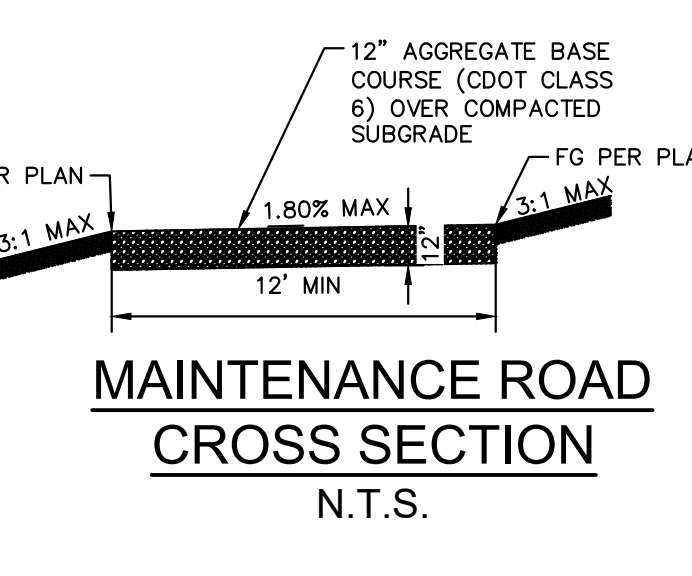 12" AGGREGATE BASE
COURSE (CDOT CLASS
6) OVER COMPACTED
SUBGRADE
R PLAN
FG PER PLA
3:1 MAX
1.80% MAX
3:1 MAX
12"
12' MIN
MAINTENANCE ROAD
CROSS SECTION
N.T.S.